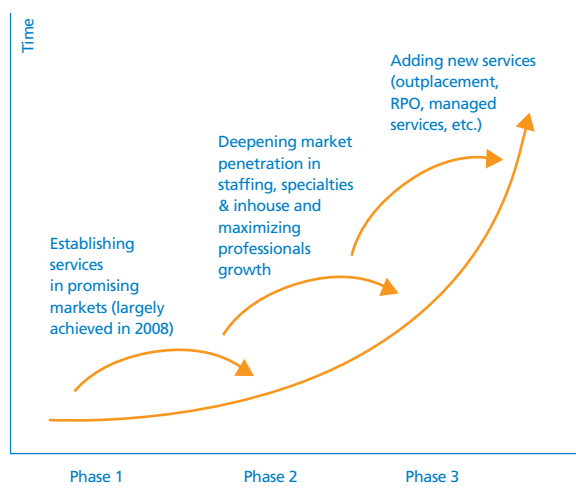 Time
Adding new services
(outplacement,
RPO, managed
services, etc.)
Deepening market
penetration in
staffing, specialties
& inhouse and
maximizing
professionals
growth
Establishing
services
in promising
markets (largely
achieved in 2008)
Phase 1
Phase 2
Phase 3